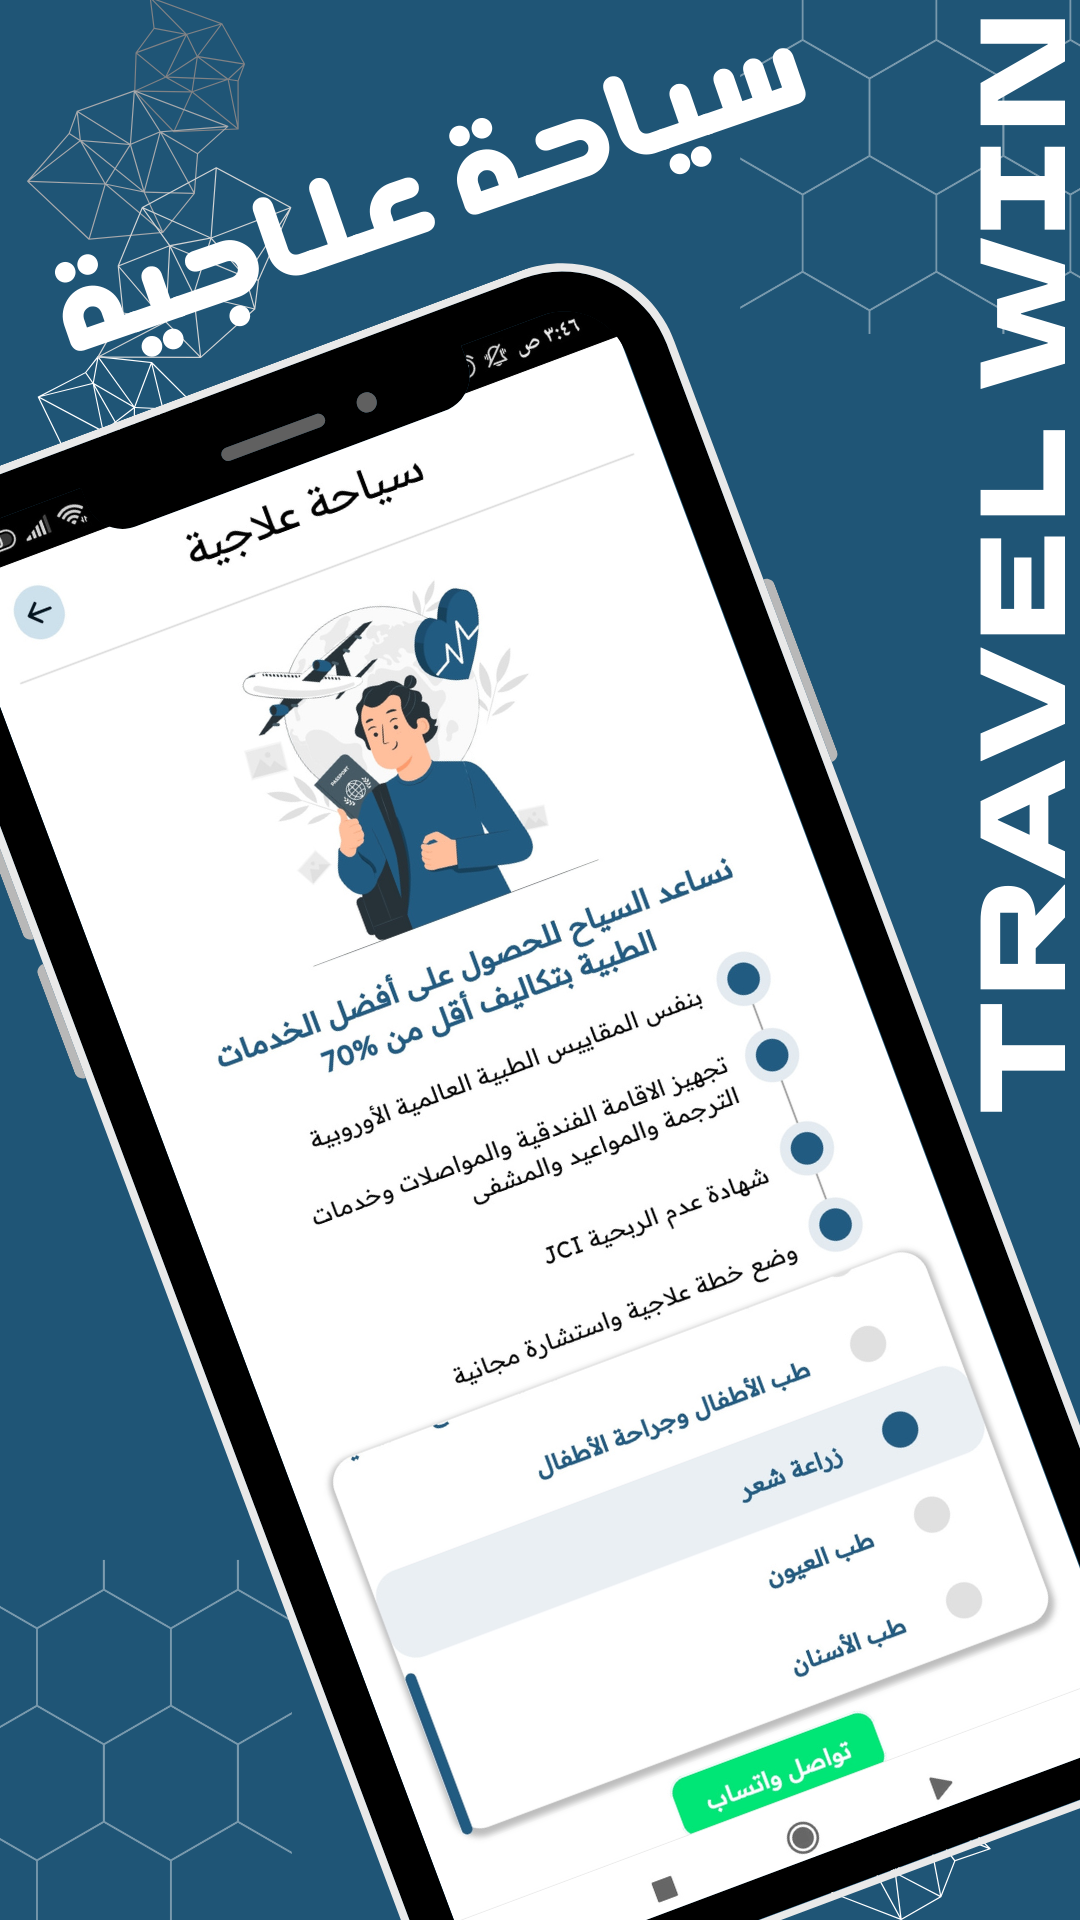 سياحة علاجية
TRAVEL WIN
٣:٤٦ ص
سياحة علاجية
PASSPORT
نساعد السياح للحصول على أفضل الخدمات
الطبية بتكاليف أقل من 70%
بنفس المقاييس الطبية العالمية الأوروبية
تجهيز الاقامة الفندقية والمواصلات وخدمات
الترجمة والمواعيد والمشفى
شهادة عدم الربحية JCI
وضع خطة علاجية واستشارة مجانية
طب الأطفال وجراحة الأطفال
زراعة شعر
طب العيون
طب الأسنان
تواصل واتساب